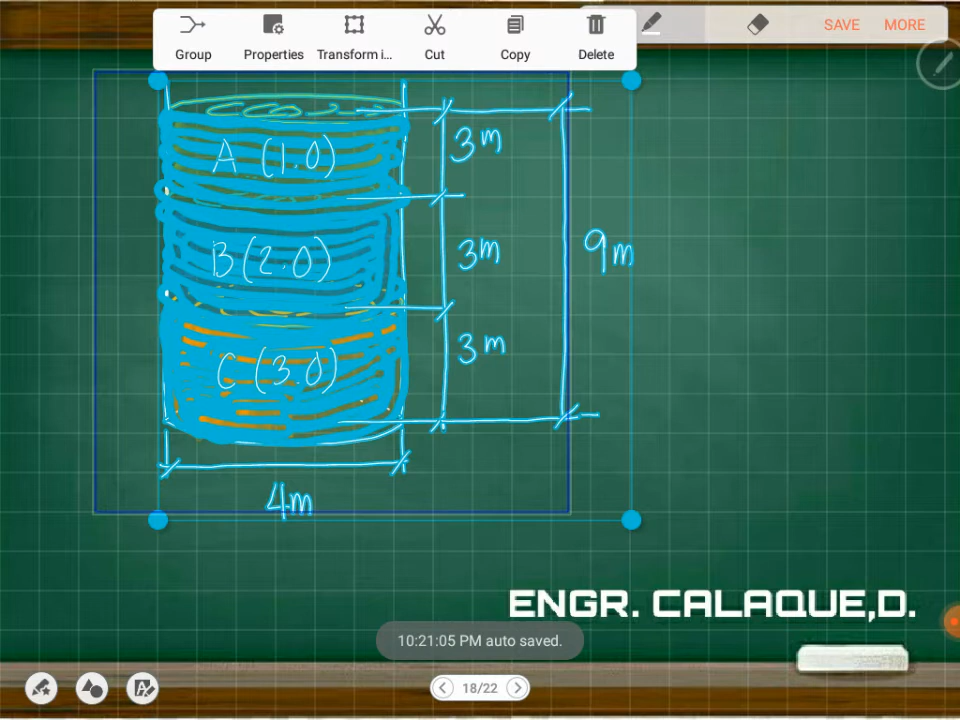 Group Properties Transform i... Cut Copy Delete SAVE MORE
A (1.0) 3m
B (2.0) 3m 9m
C (3.0) 3m
4m
ENGR. CALAQUE,D.
10:21:05 PM auto saved.
18/22